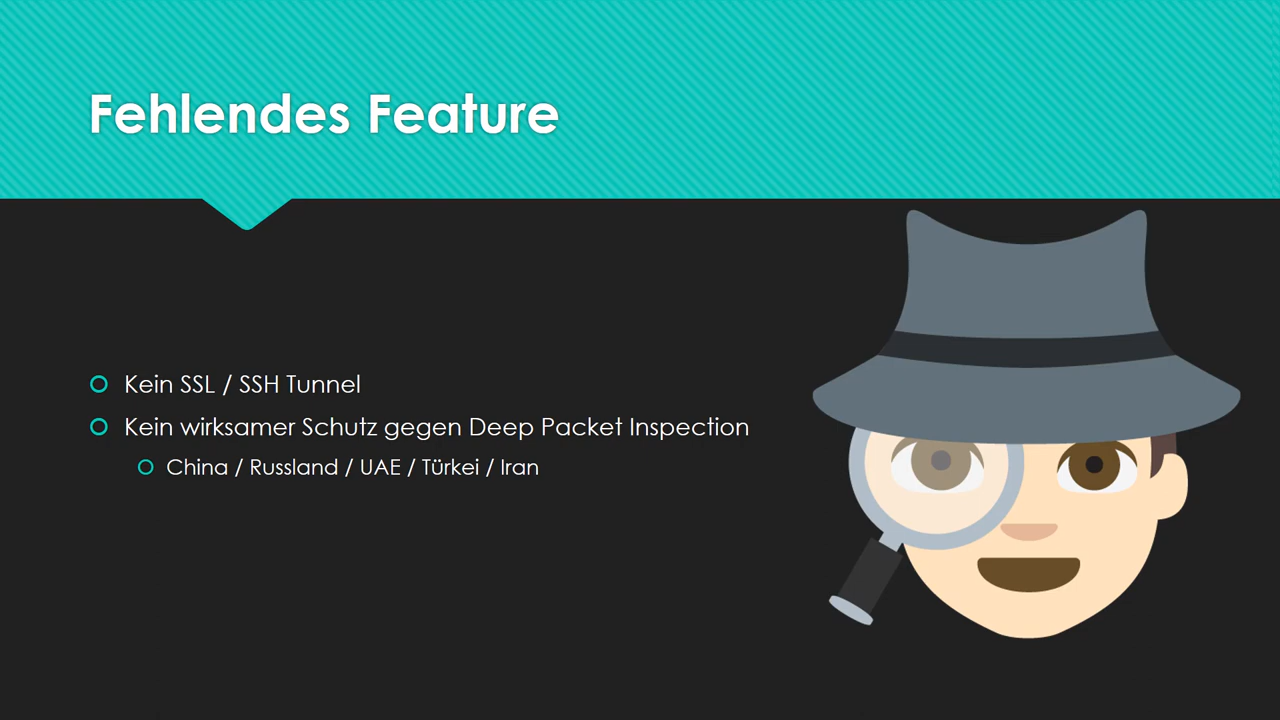 Fehlendes Feature
Kein SSL / SSH Tunnel
Kein wirksamer Schutz gegen Deep Packet Inspection
China / Russland / UAE / Türkei / Iran